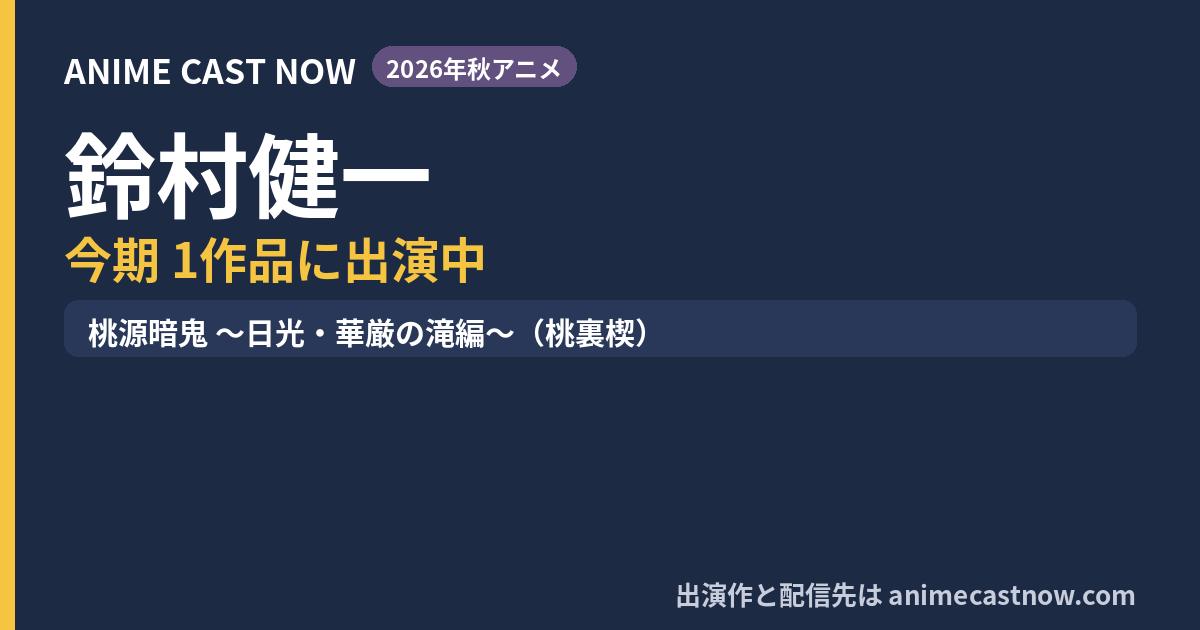 ANIME CAST NOW 2026年秋アニメ
鈴村健一
今期 1作品に出演中
桃源暗鬼 ～日光・華厳の滝編～（桃裏楔）
出演作と配信先は animecastnow.com